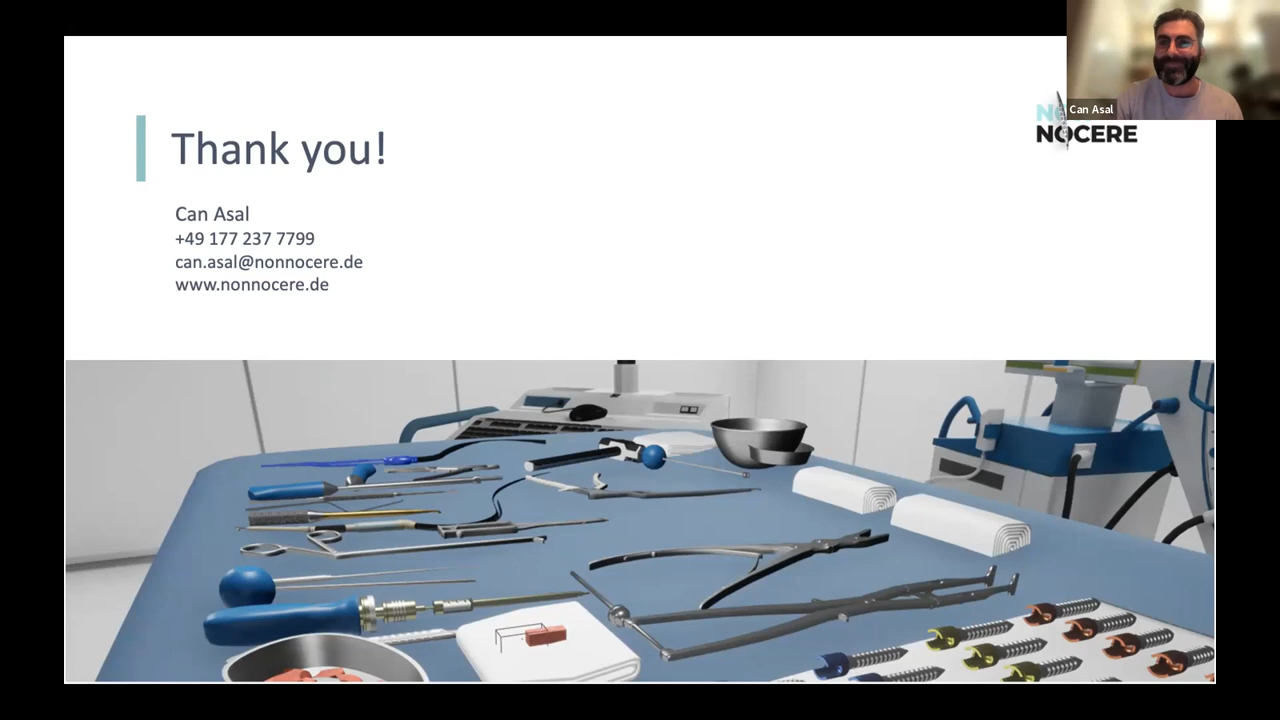 Thank you!
Can Asal
+49 177 237 7799
can.asal@nonnocere.de
www.nonnocere.de
Can Asal
NOCERE